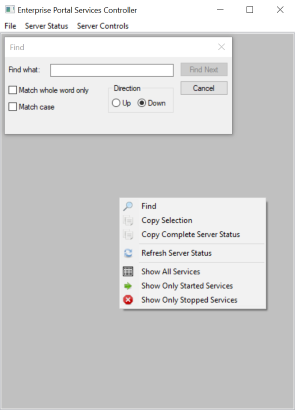 Enterprise Portal Services Controller
File Server Status Server Controls
Find
Find what:
Find Next
Match whole word only
Direction
Cancel
Match case
Up
Down
Find
Copy Selection
Copy Complete Server Status
Refresh Server Status
Show All Services
Show Only Started Services
Show Only Stopped Services